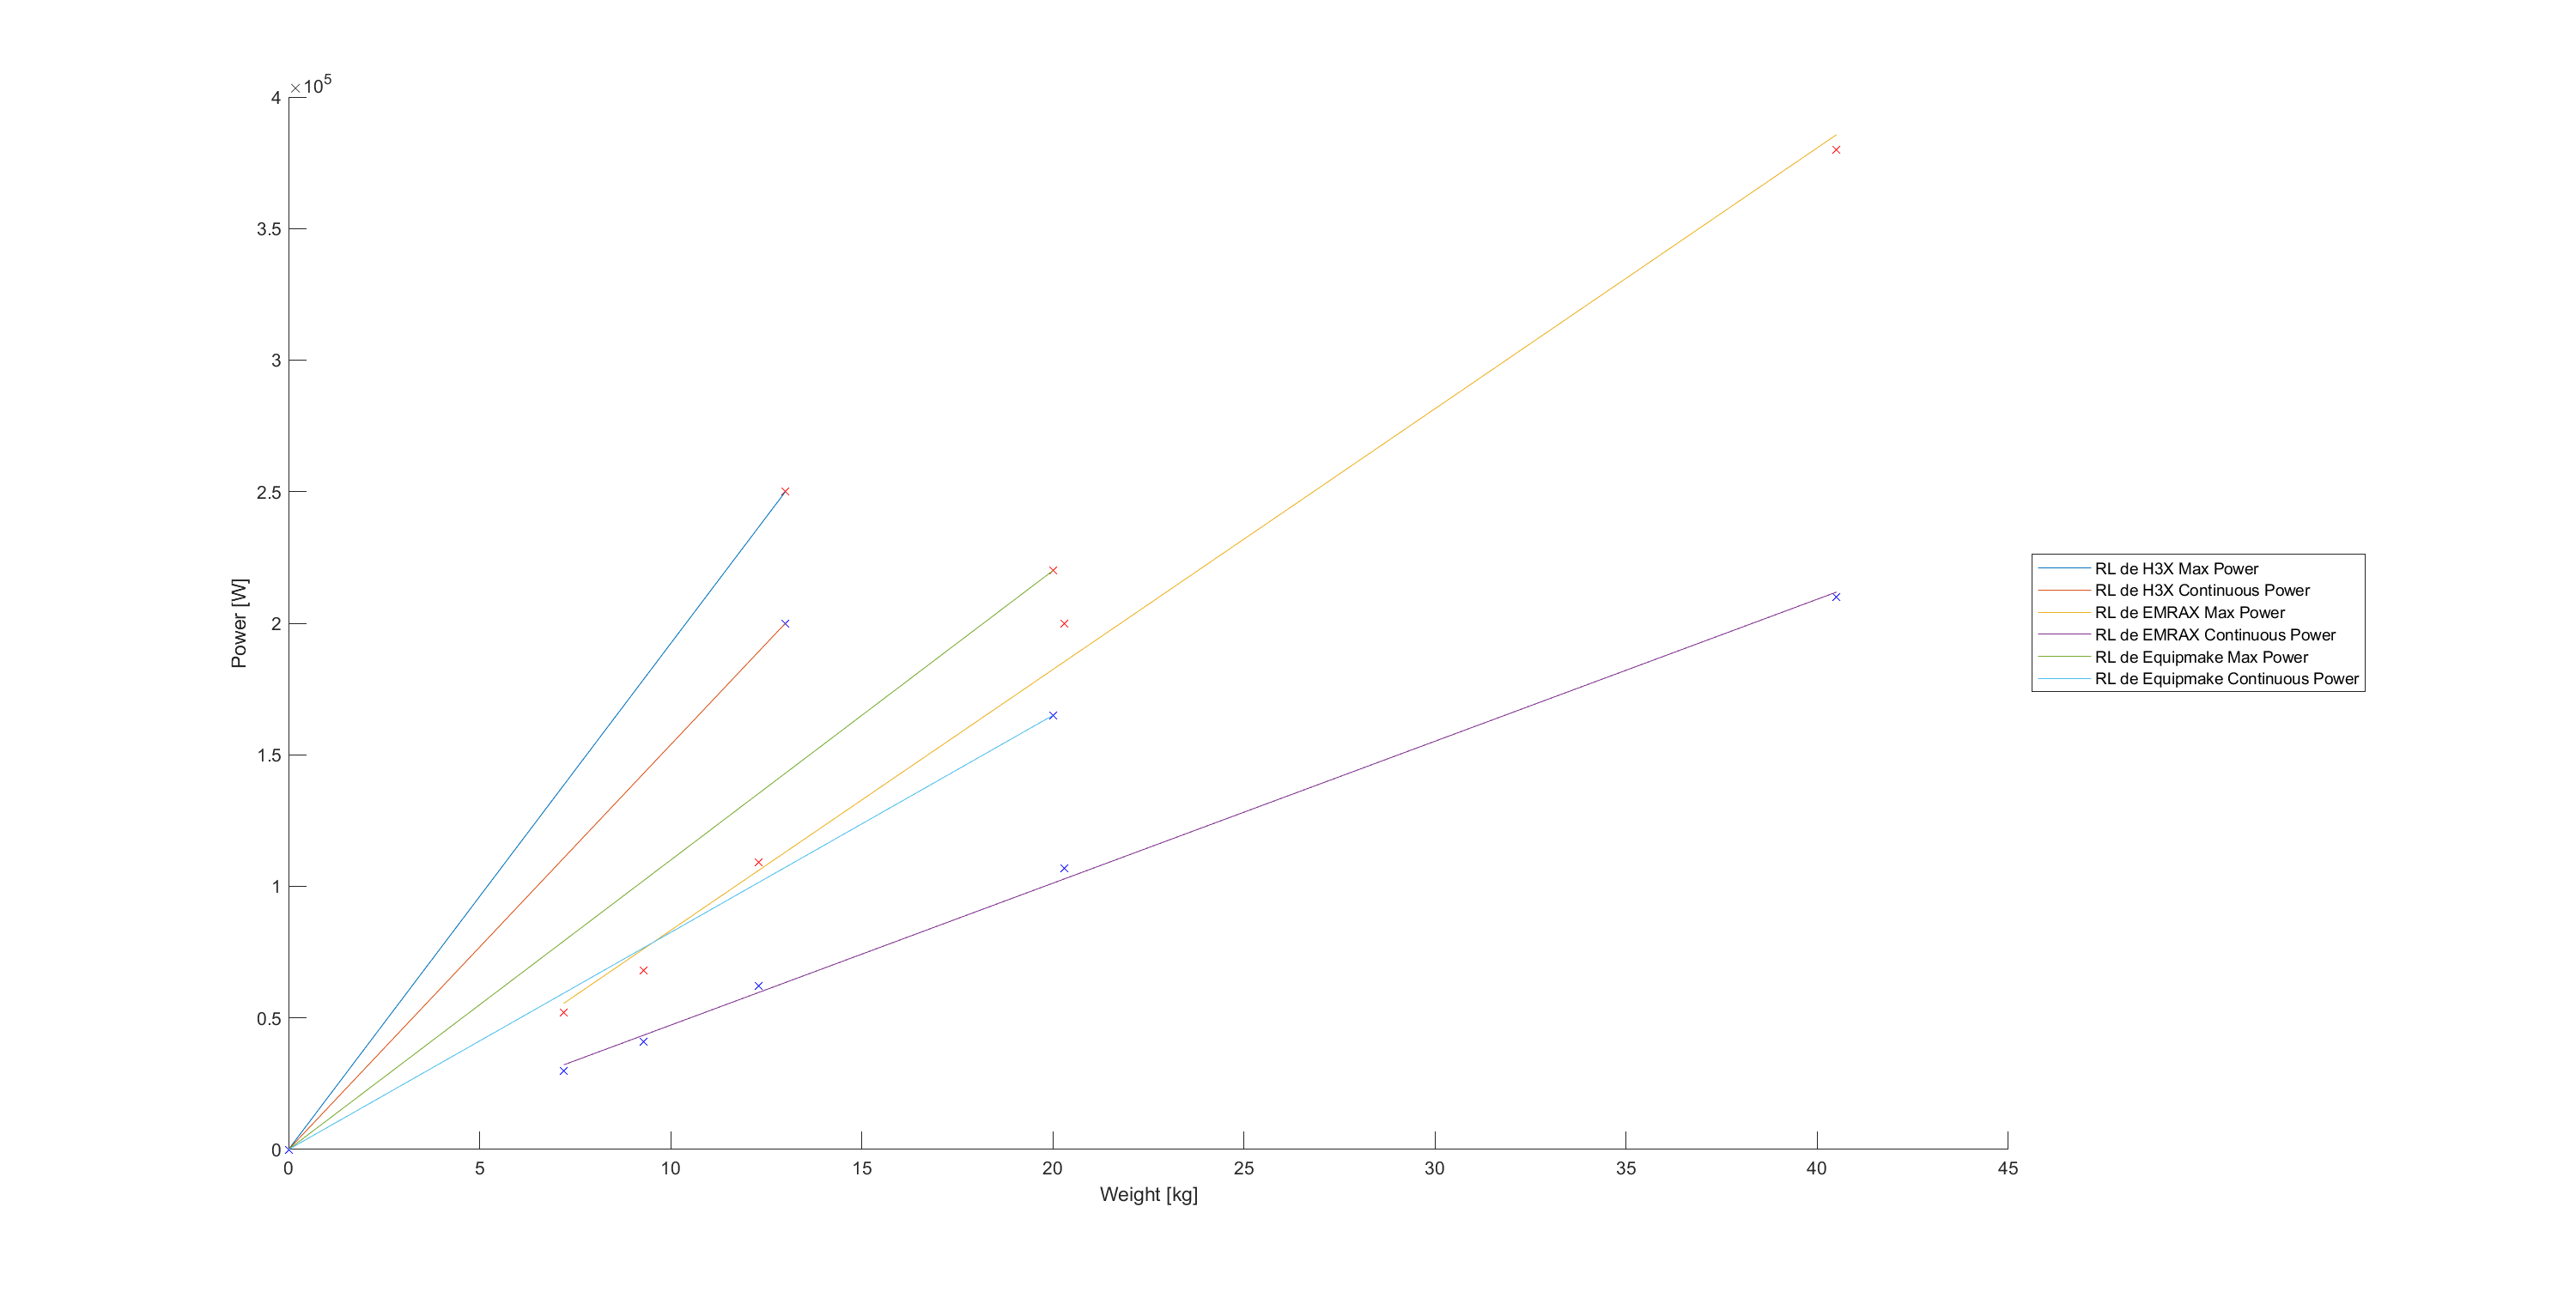 ×10^5
4
3.5
3
2.5
2
1.5
1
0.5
0
0 5 10 15 20 25 30 35 40 45
Power [W]
Weight [kg]
RL de H3X Max Power
RL de H3X Continuous Power
RL de EMRAX Max Power
RL de EMRAX Continuous Power
RL de Equipmake Max Power
RL de Equipmake Continuous Power